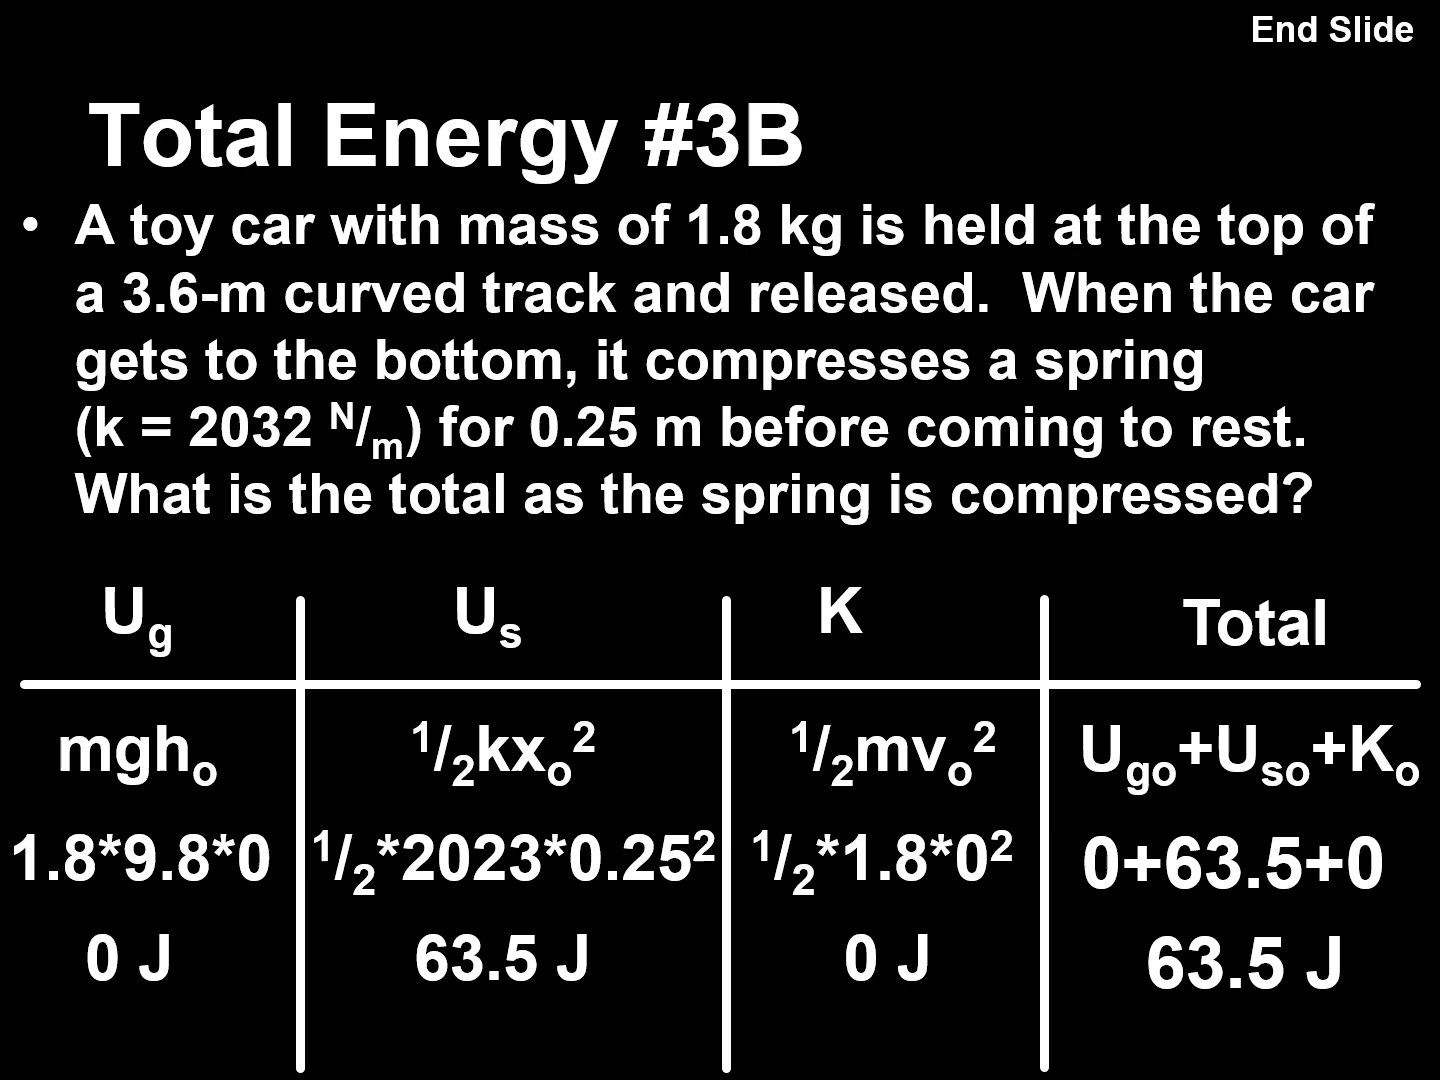 End Slide
Total Energy #3B
• A toy car with mass of 1.8 kg is held at the top of
a 3.6-m curved track and released.  When the car
gets to the bottom, it compresses a spring
(k = 2032 N/m) for 0.25 m before coming to rest.
What is the total as the spring is compressed?
Ug Us K Total
mgho 1/2kxo2 1/2mvo2 Ugo+Uso+Ko
1.8*9.8*0 1/2*2023*0.252 1/2*1.8*02 0+63.5+0
0 J 63.5 J 0 J 63.5 J